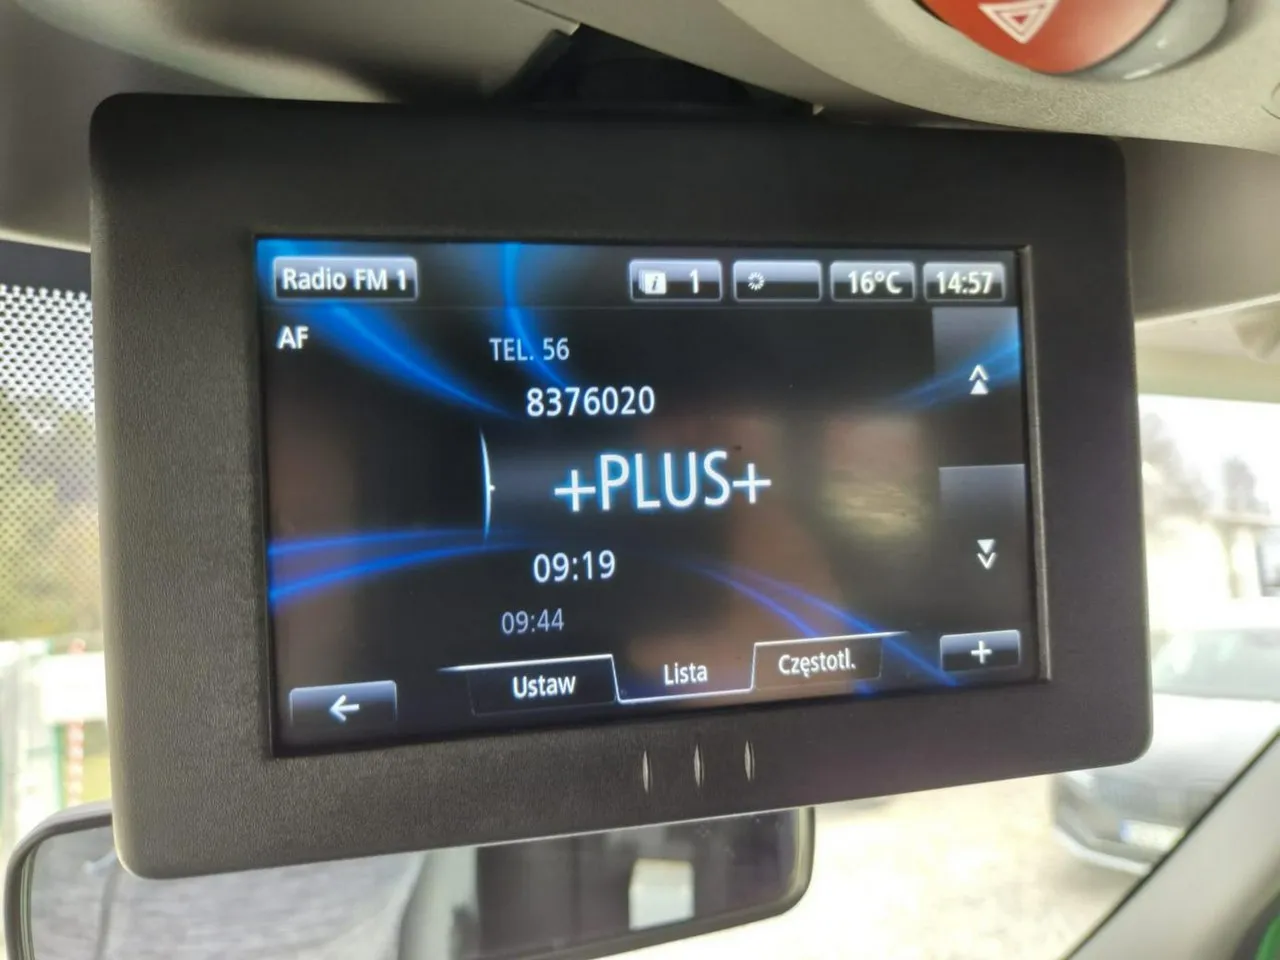 Radio FM 1
1
16°C
14:57
AF
TEL. 56
8376020
+PLUS+
09:19
09:44
Ustaw
Lista
Częstotl.
+